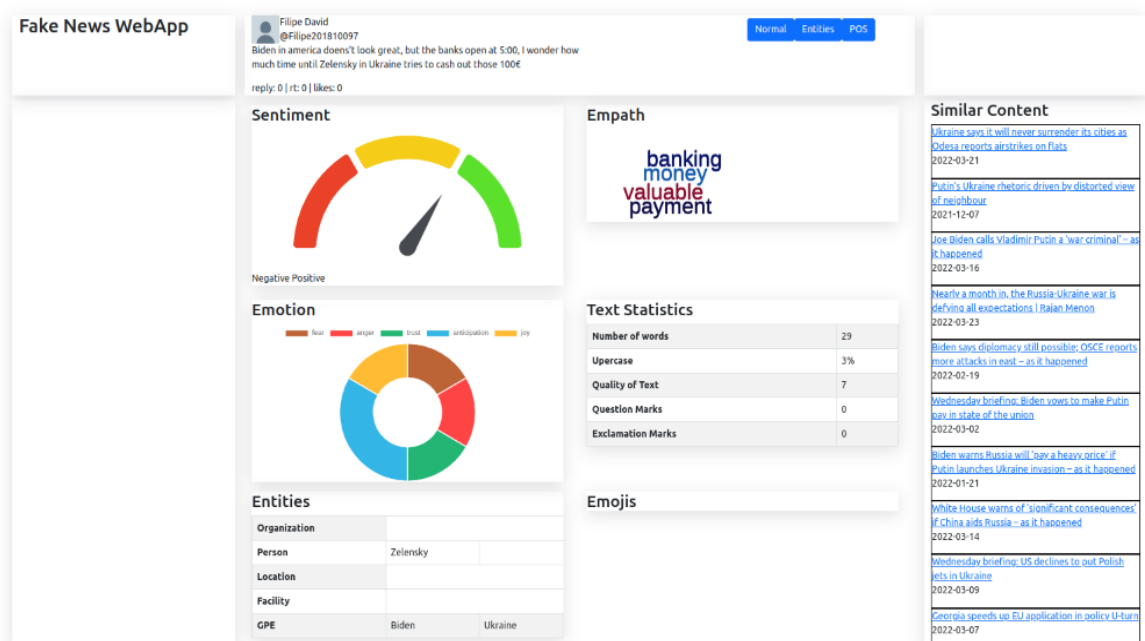 Fake News WebApp
Filipe David
@Filipe201810097
Biden in america doens't look great, but the banks open at 5:00, I wonder how
much time until Zelensky in Ukraine tries to cash out those 100€
reply: 0 | rt: 0 | likes: 0
Normal Entities POS
Sentiment
Negative Positive
Empath
banking
money
valuable
payment
Emotion
fear anger trust anticipation joy
Text Statistics
Number of words 29
Upercase 3%
Quality of Text 7
Question Marks 0
Exclamation Marks 0
Entities
Organization
Person Zelensky
Location
Facility
GPE Biden Ukraine
Emojis
Similar Content
Ukraine says it will never surrender its cities as
Odesa reports airstrikes on flats
2022-03-21
Putin's Ukraine rhetoric driven by distorted view
of neighbour
2021-12-07
Joe Biden calls Vladimir Putin a 'war criminal' – as
it happened
2022-03-16
Nearly a month in, the Russia-Ukraine war is
defying all expectations | Rajan Menon
2022-03-23
Biden says diplomacy still possible; OSCE reports
more attacks in east – as it happened
2022-02-19
Wednesday briefing: Biden vows to make Putin
pay in state of the union
2022-03-02
Biden warns Russia will 'pay a heavy price' if
Putin launches Ukraine invasion – as it happened
2022-01-21
White House warns of 'significant consequences'
if China aids Russia – as it happened
2022-03-14
Wednesday briefing: US declines to put Polish
jets in Ukraine
2022-03-09
Georgia speeds up EU application in policy U-turn
2022-03-07